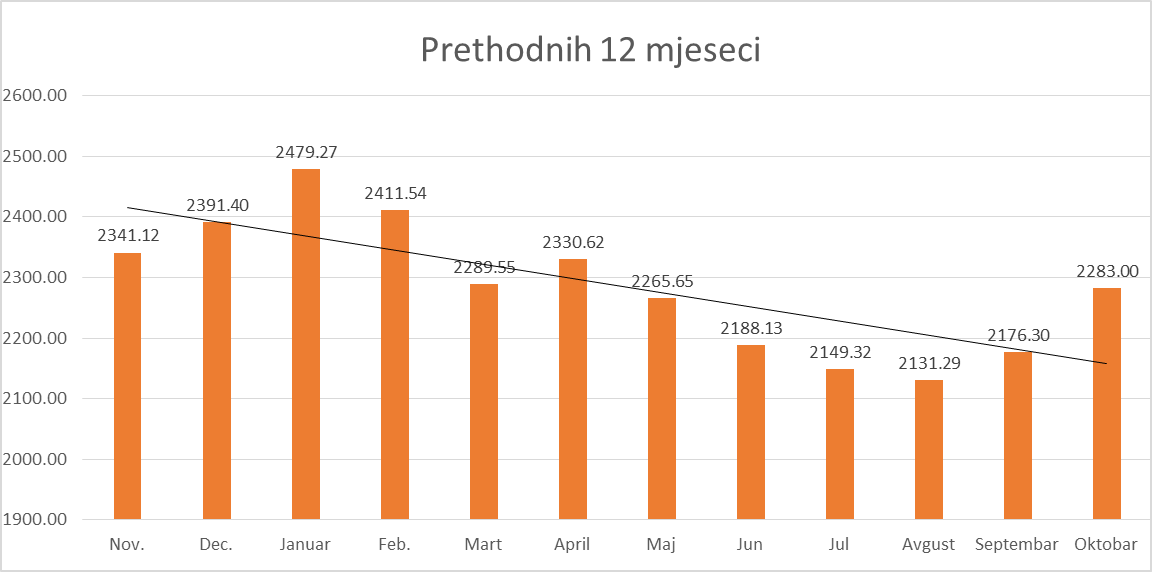 Prethodnih 12 mjeseci
2600.00
2500.00
2400.00
2300.00
2200.00
2100.00
2000.00
1900.00
2341.12
2391.40
2479.27
2411.54
2289.55
2330.62
2265.65
2188.13
2149.32
2131.29
2176.30
2283.00
Nov.
Dec.
Januar
Feb.
Mart
April
Maj
Jun
Jul
Avgust
Septembar
Oktobar